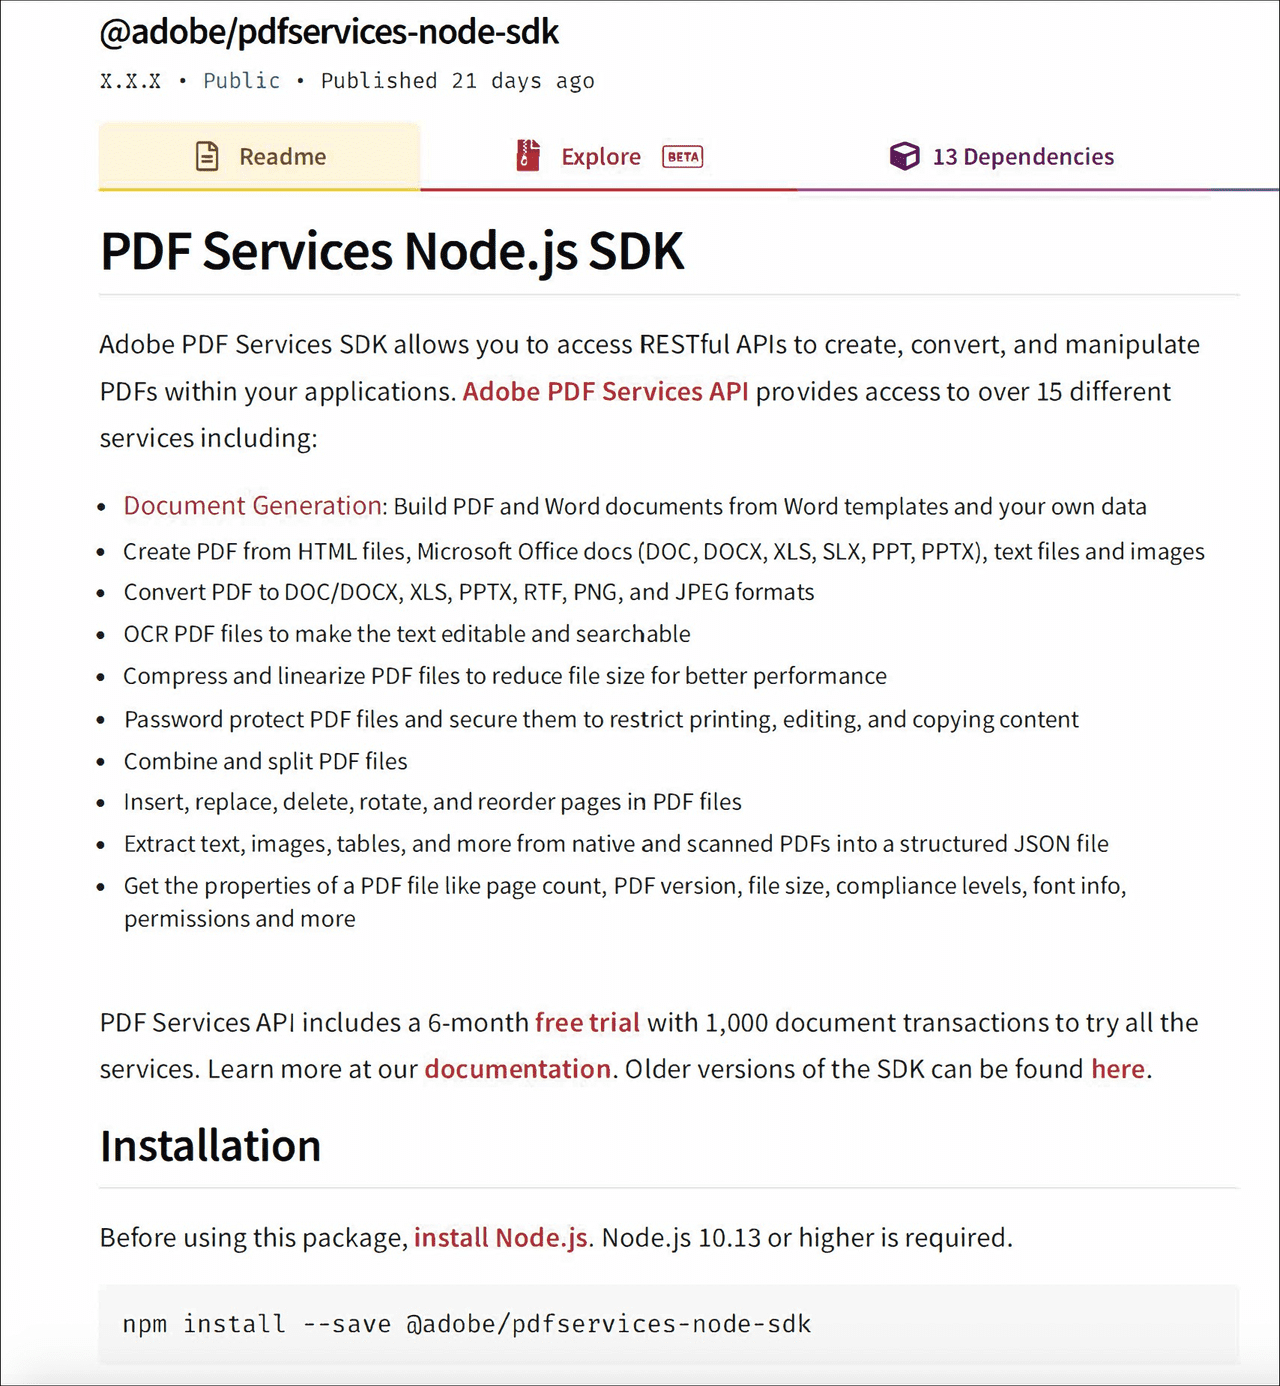 @adobe/pdfservices-node-sdk
X.X.X • Public • Published 21 days ago
Readme
Explore BETA
13 Dependencies
PDF Services Node.js SDK
Adobe PDF Services SDK allows you to access RESTful APIs to create, convert, and manipulate
PDFs within your applications. Adobe PDF Services API provides access to over 15 different
services including:
• Document Generation: Build PDF and Word documents from Word templates and your own data
• Create PDF from HTML files, Microsoft Office docs (DOC, DOCX, XLS, SLX, PPT, PPTX), text files and images
• Convert PDF to DOC/DOCX, XLS, PPTX, RTF, PNG, and JPEG formats
• OCR PDF files to make the text editable and searchable
• Compress and linearize PDF files to reduce file size for better performance
• Password protect PDF files and secure them to restrict printing, editing, and copying content
• Combine and split PDF files
• Insert, replace, delete, rotate, and reorder pages in PDF files
• Extract text, images, tables, and more from native and scanned PDFs into a structured JSON file
• Get the properties of a PDF file like page count, PDF version, file size, compliance levels, font info,
permissions and more
PDF Services API includes a 6-month free trial with 1,000 document transactions to try all the
services. Learn more at our documentation. Older versions of the SDK can be found here.
Installation
Before using this package, install Node.js. Node.js 10.13 or higher is required.
npm install --save @adobe/pdfservices-node-sdk